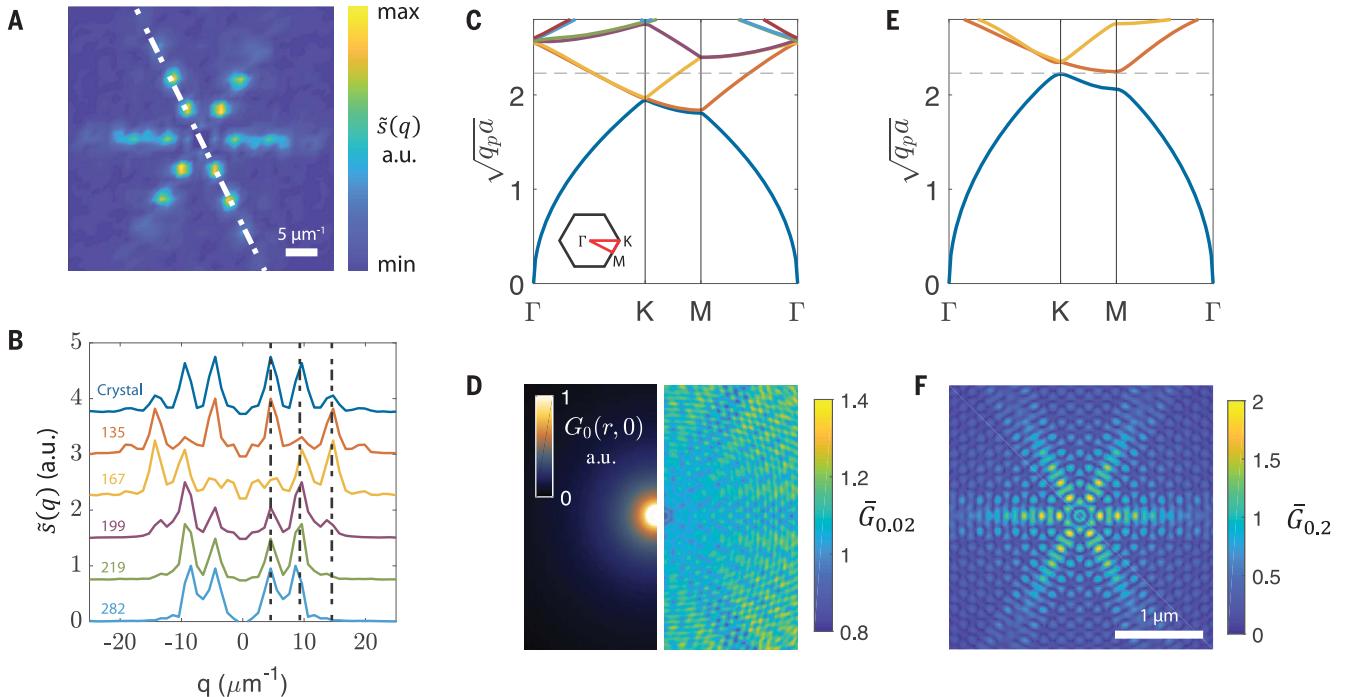 A
max
s̃(q)
a.u.
min
5 μm⁻¹
B
5
4
3
2
1
0
s̃(q) (a.u.)
Crystal
135
167
199
219
282
-20
-10
0
10
20
q (μm⁻¹)
C
2
1
0
√q_p a
Γ
K
M
Γ
K
M
Γ
D
1
G₀(r, 0)
a.u.
0
1.4
1.2
1
0.8
Ḡ₀.₀₂
E
2
1
0
√q_p a
Γ
K
M
Γ
F
1 μm
2
1.5
1
0.5
0
Ḡ₀.₂